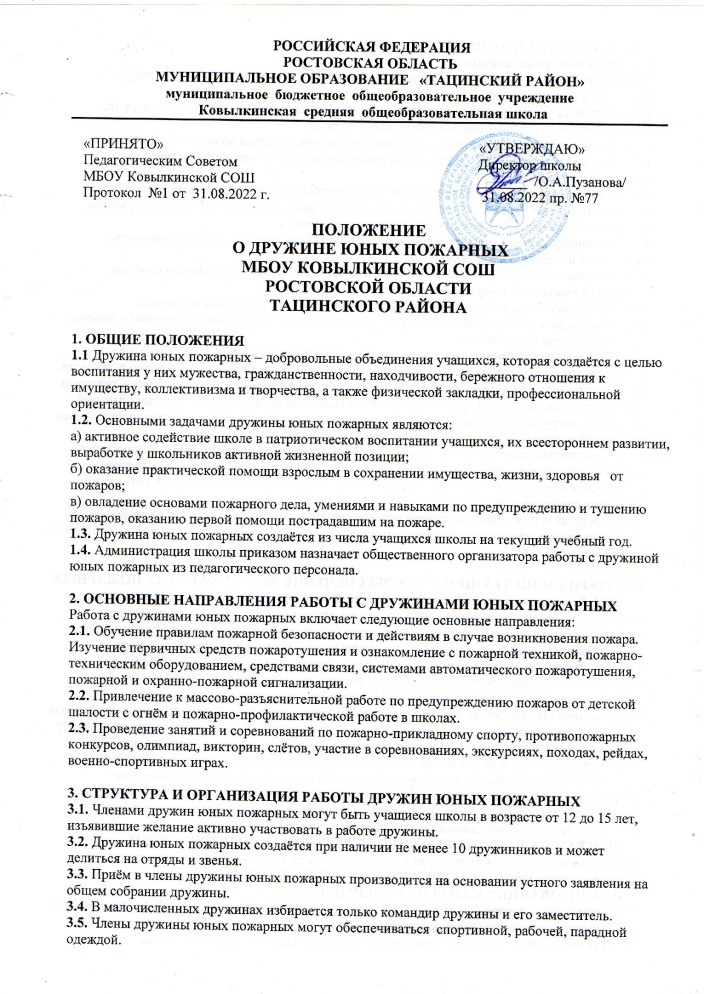 РОССИЙСКАЯ ФЕДЕРАЦИЯ
РОСТОВСКАЯ ОБЛАСТЬ
МУНИЦИПАЛЬНОЕ ОБРАЗОВАНИЕ «ТАЦИНСКИЙ РАЙОН»
муниципальное бюджетное общеобразовательное учреждение
Ковылкинская средняя общеобразовательная школа
«ПРИНЯТО»
Педагогическим Советом
МБОУ Ковылкинской СОШ
Протокол №1 от 31.08.2022 г.
«УТВЕРЖДАЮ»
Директор школы
/О.А.Пузанова/
31.08.2022 пр. №77
ПОЛОЖЕНИЕ
О ДРУЖИНЕ ЮНЫХ ПОЖАРНЫХ
МБОУ КОВЫЛКИНСКОЙ СОШ
РОСТОВСКОЙ ОБЛАСТИ
ТАЦИНСКОГО РАЙОНА
1. ОБЩИЕ ПОЛОЖЕНИЯ
1.1 Дружина юных пожарных – добровольные объединения учащихся, которая создаётся с целью
воспитания у них мужества, гражданственности, находчивости, бережного отношения к
имуществу, коллективизма и творчества, а также физической закладки, профессиональной
ориентации.
1.2. Основными задачами дружины юных пожарных являются:
а) активное содействие школе в патриотическом воспитании учащихся, их всестороннем развитии,
выработке у школьников активной жизненной позиции;
б) оказание практической помощи взрослым в сохранении имущества, жизни, здоровья от
пожаров;
в) овладение основами пожарного дела, умениями и навыками по предупреждению и тушению
пожаров, оказанию первой помощи пострадавшим на пожаре.
1.3. Дружина юных пожарных создаётся из числа учащихся школы на текущий учебный год.
1.4. Администрация школы приказом назначает общественного организатора работы с дружиной
юных пожарных из педагогического персонала.
2. ОСНОВНЫЕ НАПРАВЛЕНИЯ РАБОТЫ С ДРУЖИНАМИ ЮНЫХ ПОЖАРНЫХ
Работа с дружинами юных пожарных включает следующие основные направления:
2.1. Обучение правилам пожарной безопасности и действиям в случае возникновения пожара.
Изучение первичных средств пожаротушения и ознакомление с пожарной техникой, пожарно-
техническим оборудованием, средствами связи, системами автоматического пожаротушения,
пожарной и охранно-пожарной сигнализации.
2.2. Привлечение к массово-разъяснительной работе по предупреждению пожаров от детской
шалости с огнём и пожарно-профилактической работе в школах.
2.3. Проведение занятий и соревнований по пожарно-прикладному спорту, противопожарных
конкурсов, олимпиад, викторин, слётов, участие в соревнованиях, экскурсиях, походах, рейдах,
военно-спортивных играх.
3. СТРУКТУРА И ОРГАНИЗАЦИЯ РАБОТЫ ДРУЖИН ЮНЫХ ПОЖАРНЫХ
3.1. Членами дружин юных пожарных могут быть учащиеся школы в возрасте от 12 до 15 лет,
изъявившие желание активно участвовать в работе дружины.
3.2. Дружина юных пожарных создаётся при наличии не менее 10 дружинников и может
делиться на отряды и звенья.
3.3. Приём в члены дружины юных пожарных производится на основании устного заявления на
общем собрании дружины.
3.4. В малочисленных дружинах избирается только командир дружины и его заместитель.
3.5. Члены дружины юных пожарных могут обеспечиваться спортивной, рабочей, парадной
одеждой.